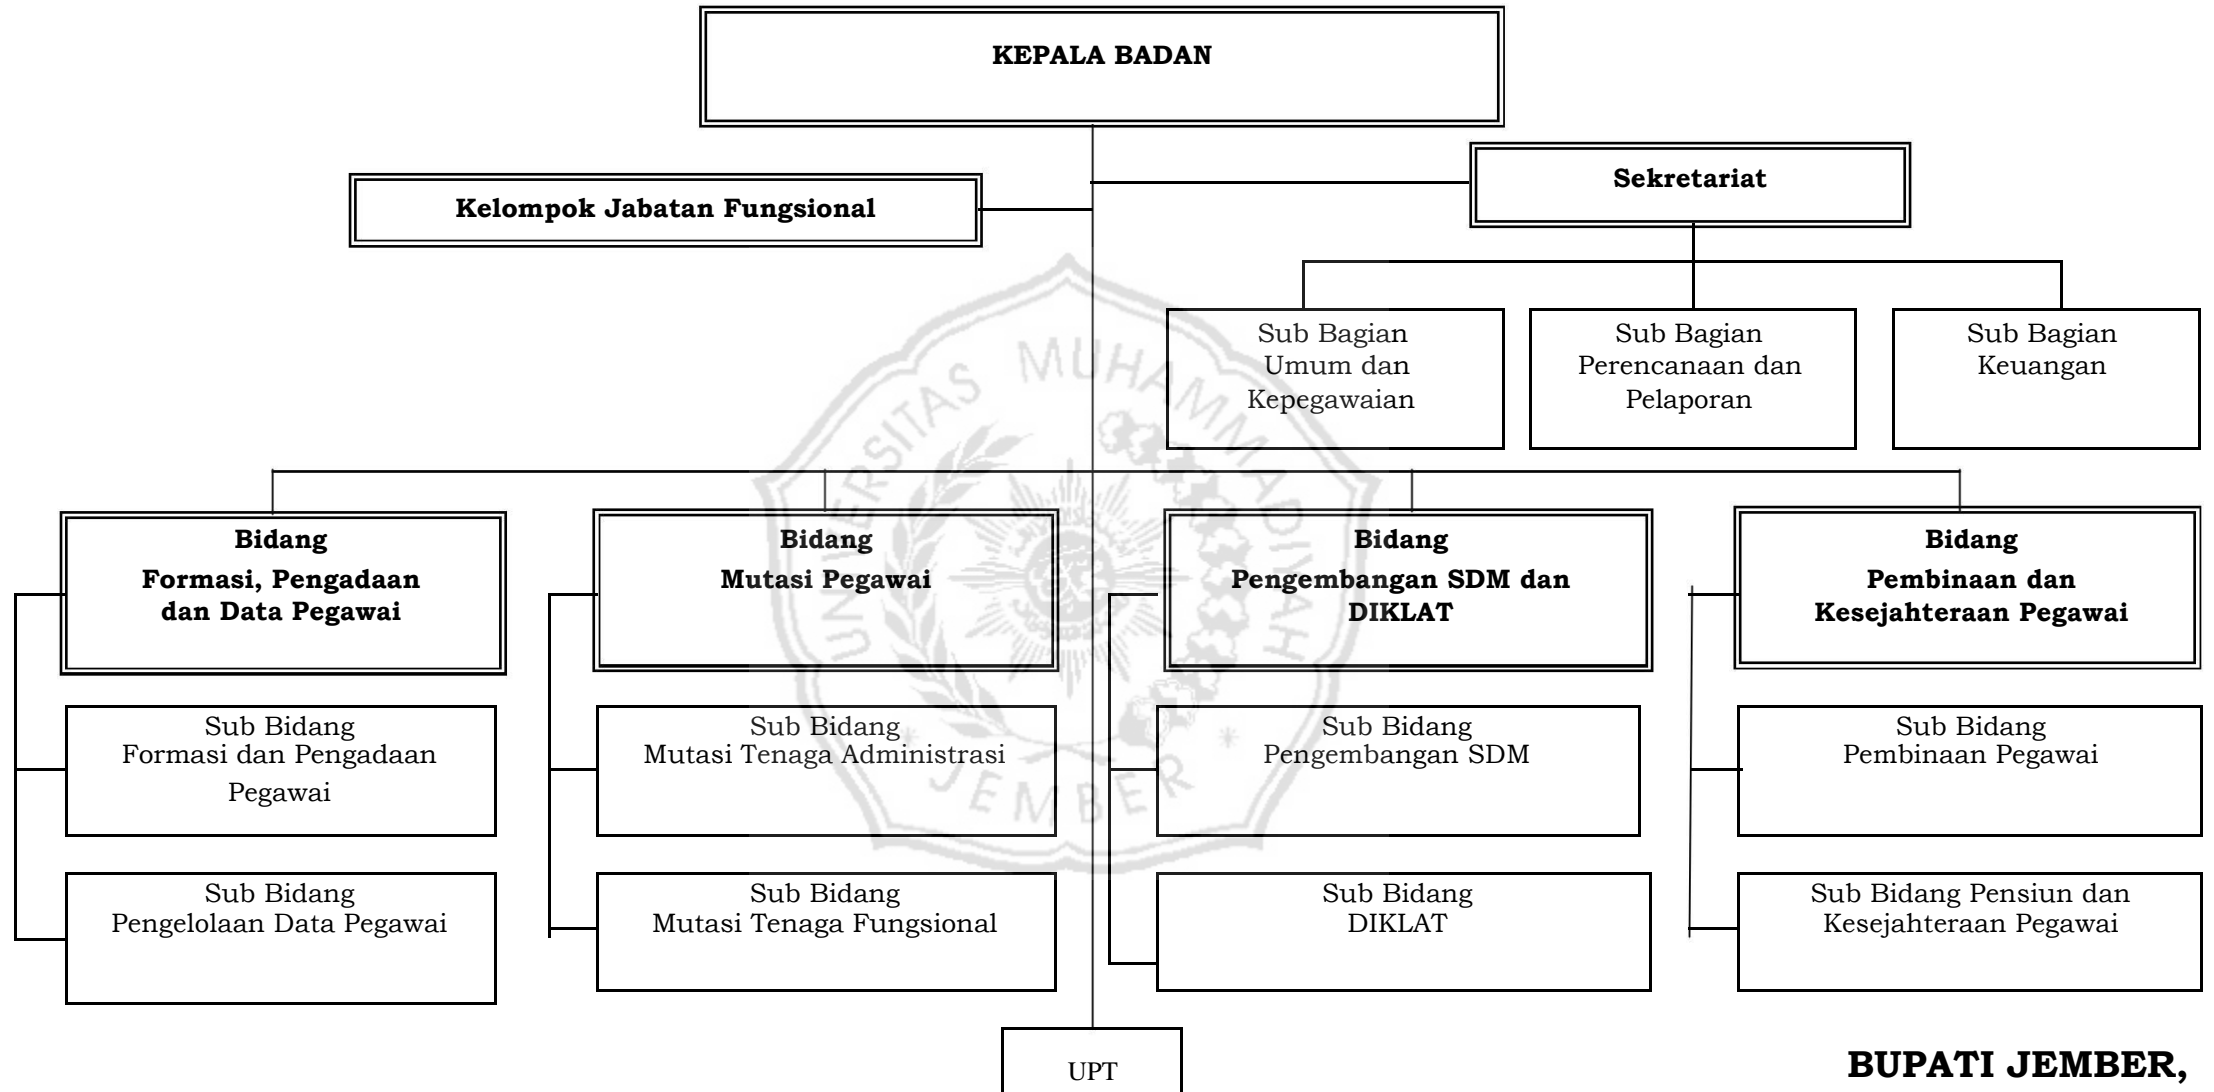 KEPALA BADAN
Sekretariat
Kelompok Jabatan Fungsional
Sub Bagian
Umum dan
Kepegawaian
Sub Bagian
Perencanaan dan
Pelaporan
Sub Bagian
Keuangan
UNIVERSITAS MUHAMMADIYAH
* JEMBER *
Bidang
Formasi, Pengadaan
dan Data Pegawai
Bidang
Mutasi Pegawai
Bidang
Pengembangan SDM dan
DIKLAT
Bidang
Pembinaan dan
Kesejahteraan Pegawai
Sub Bidang
Formasi dan Pengadaan
Pegawai
Sub Bidang
Mutasi Tenaga Administrasi
Sub Bidang
Pengembangan SDM
Sub Bidang
Pembinaan Pegawai
Sub Bidang
Pengelolaan Data Pegawai
Sub Bidang
Mutasi Tenaga Fungsional
Sub Bidang
DIKLAT
Sub Bidang Pensiun dan
Kesejahteraan Pegawai
UPT
BUPATI JEMBER,